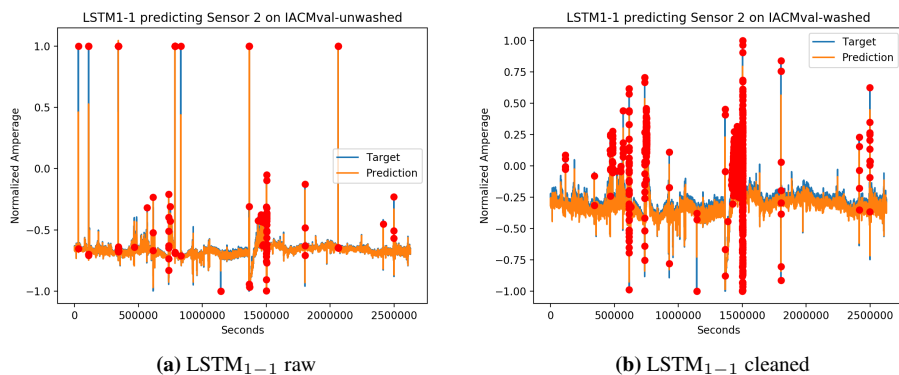 LSTM1-1 predicting Sensor 2 on IACMval-unwashed
1.0
0.5
0.0
−0.5
−1.0
Normalized Amperage
Target
Prediction
0
500000
1000000
1500000
2000000
2500000
Seconds
(a) LSTM₁₋₁ raw
LSTM1-1 predicting Sensor 2 on IACMval-washed
1.00
0.75
0.50
0.25
0.00
−0.25
−0.50
−0.75
−1.00
Normalized Amperage
Target
Prediction
0
500000
1000000
1500000
2000000
2500000
Seconds
(b) LSTM₁₋₁ cleaned